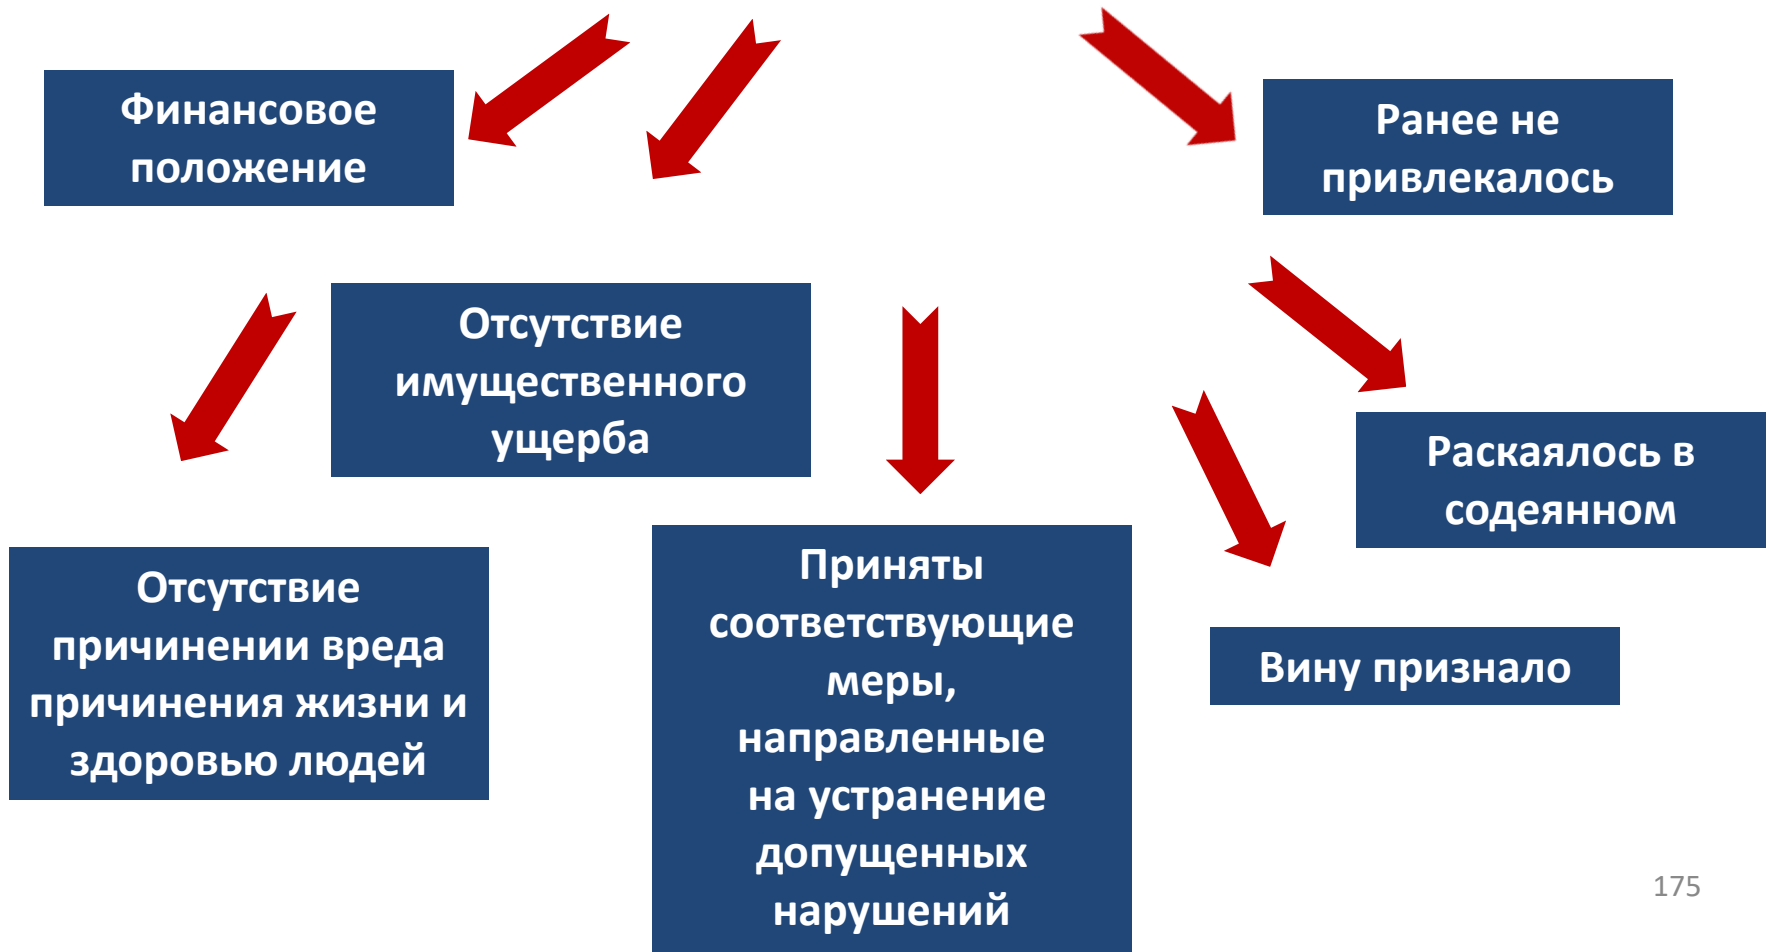 Финансовое
положение
Ранее не
привлекалось
Отсутствие
имущественного
ущерба
Раскаялось в
содеянном
Отсутствие
причинении вреда
причинения жизни и
здоровью людей
Приняты
соответствующие
меры,
направленные
на устранение
допущенных
нарушений
Вину признало
175